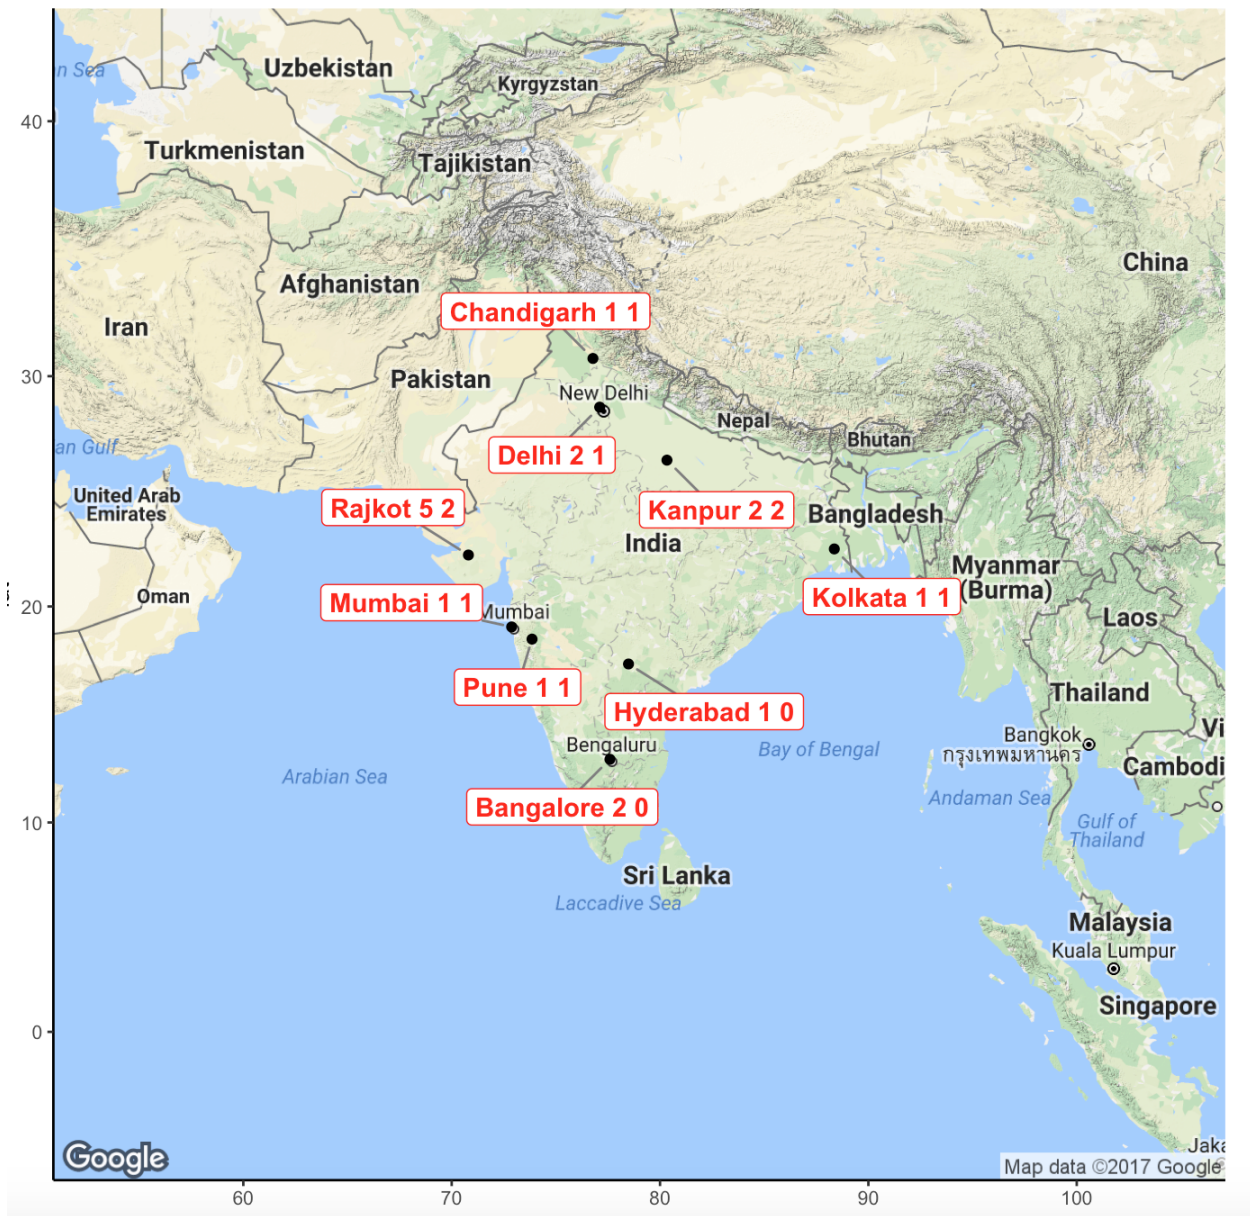 n Sea
Uzbekistan
Kyrgyzstan
40
Turkmenistan
Tajikistan
China
Afghanistan
Chandigarh 1 1
Iran
30
Pakistan
New Delhi
Nepal
Bhutan
an Gulf
Delhi 2 1
United Arab
Emirates
Rajkot 5 2
Kanpur 2 2
Bangladesh
India
Myanmar
(Burma)
Oman
Mumbai 1 1
Mumbai
Kolkata 1 1
20
Laos
Pune 1 1
Thailand
Hyderabad 1 0
Vi
Bangkok
กรุงเทพมหานคร
Bengaluru
Bay of Bengal
Arabian Sea
Cambodi
Andaman Sea
Bangalore 2 0
10
Gulf of
Thailand
Sri Lanka
Laccadive Sea
Malaysia
Kuala Lumpur
Singapore
0
Jaka
Google
Map data ©2017 Google
60
70
80
90
100